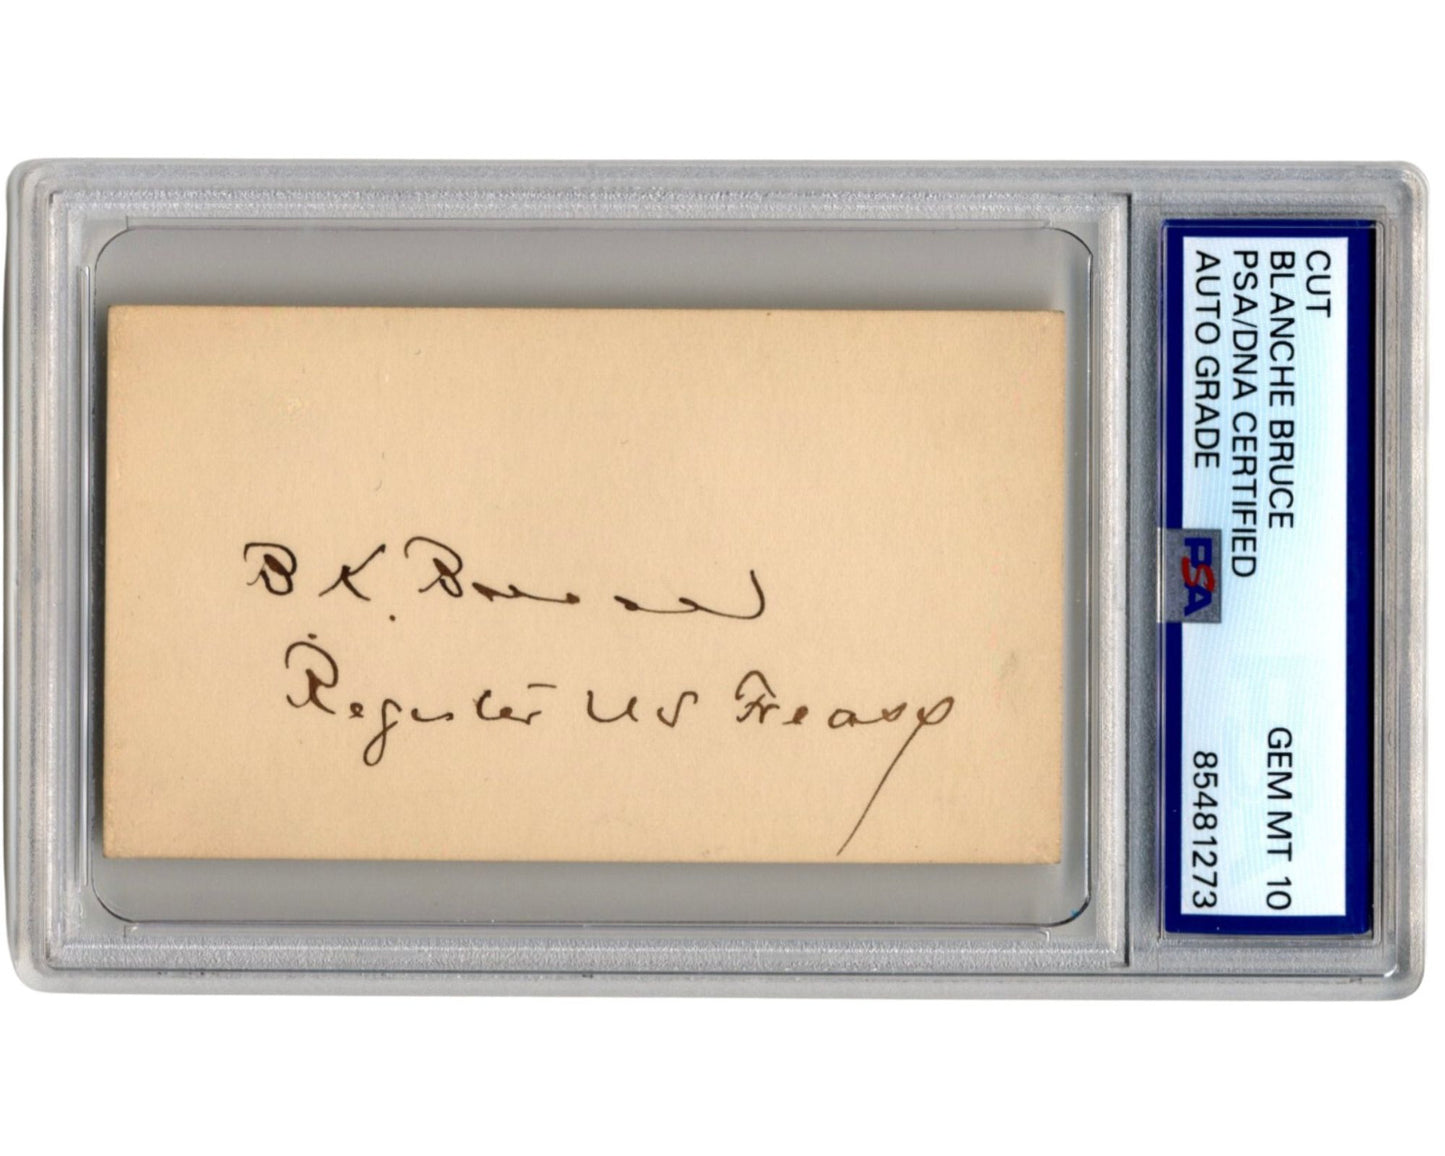 B K. Bruce
Register US Treasy
CUT
BLANCHE BRUCE
PSA/DNA CERTIFIED
AUTO GRADE
GEM MT 10
85481273
PSA